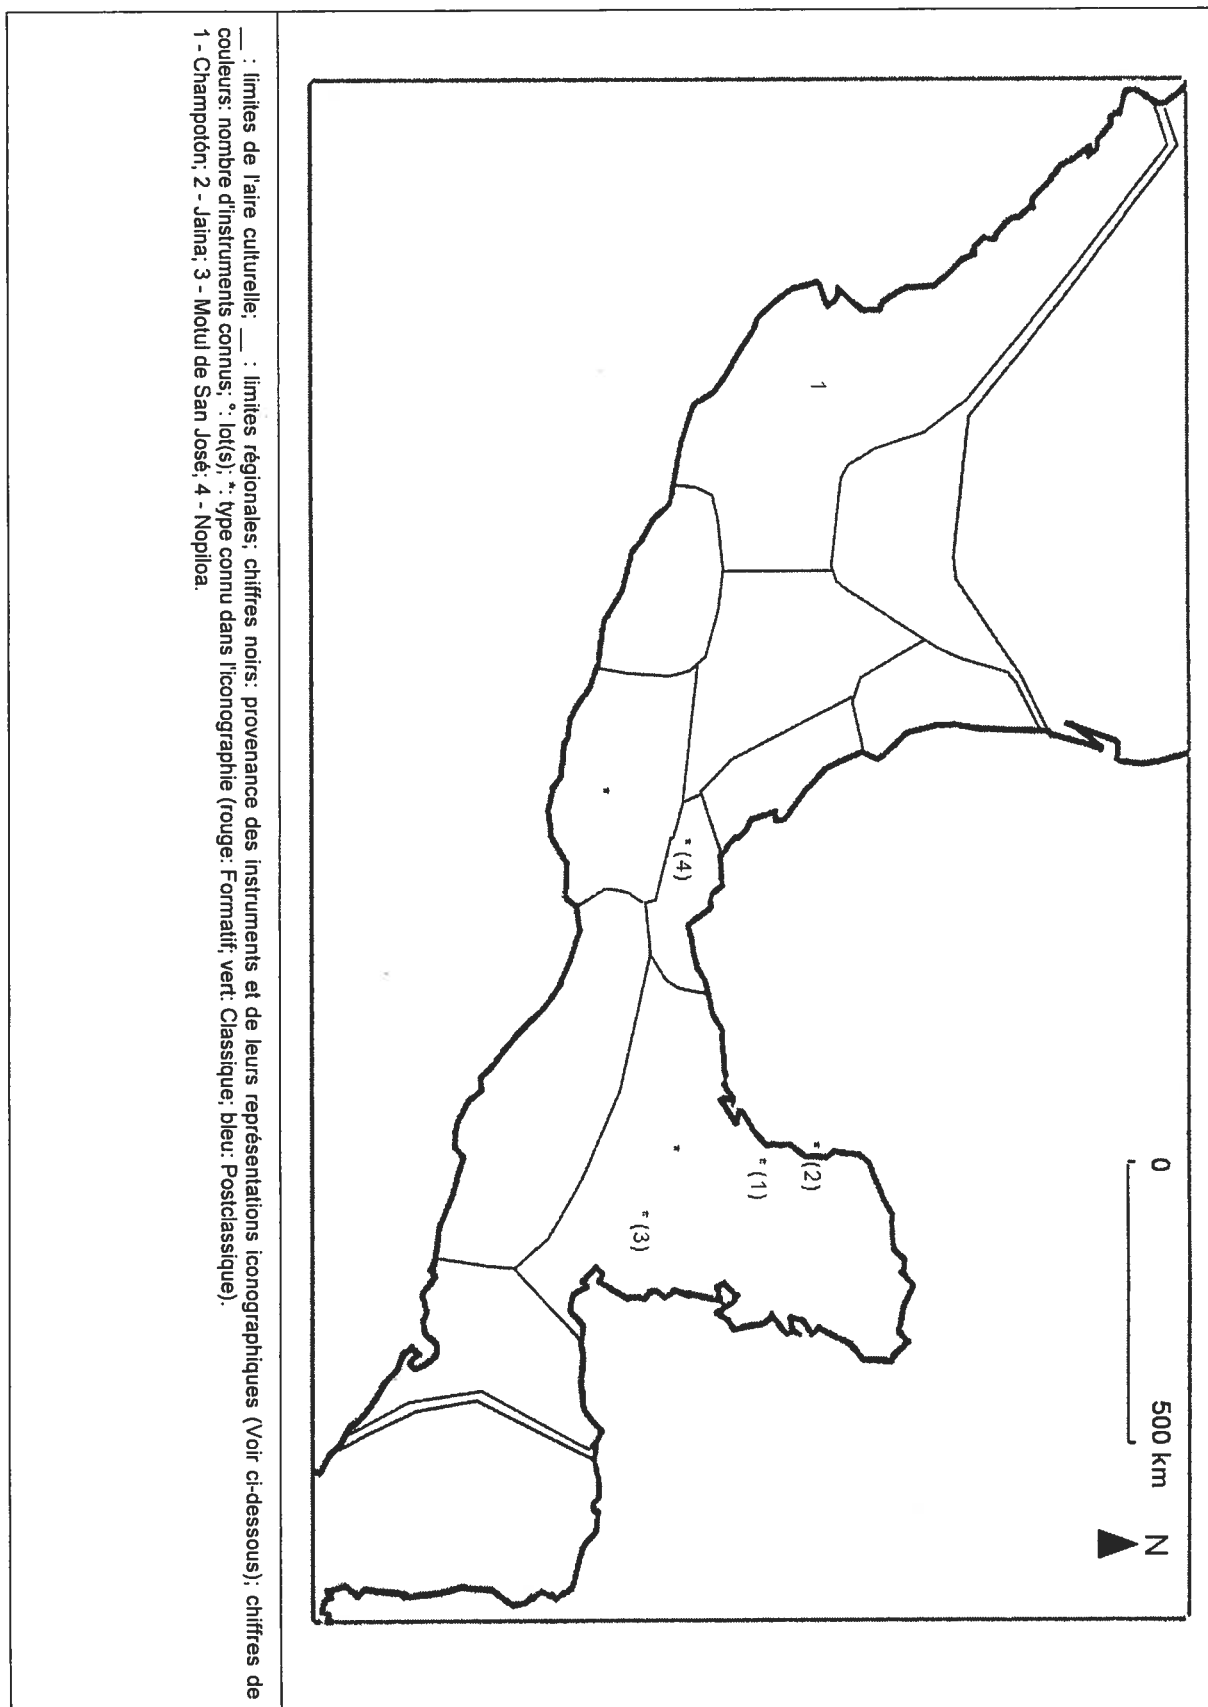 0 500 km N
1
* (2)
* (1)
*
* (3)
* (4)
*
__ : limites de l'aire culturelle; __ : limites régionales; chiffres noirs: provenance des instruments et de leurs représentations iconographiques (Voir ci-dessous); chiffres de
couleurs: nombre d'instruments connus; °: lot(s); *: type connu dans l'iconographie (rouge: Formatif; vert: Classique; bleu: Postclassique).
1 - Champotón; 2 - Jaina; 3 - Motul de San José; 4 - Nopiloa.